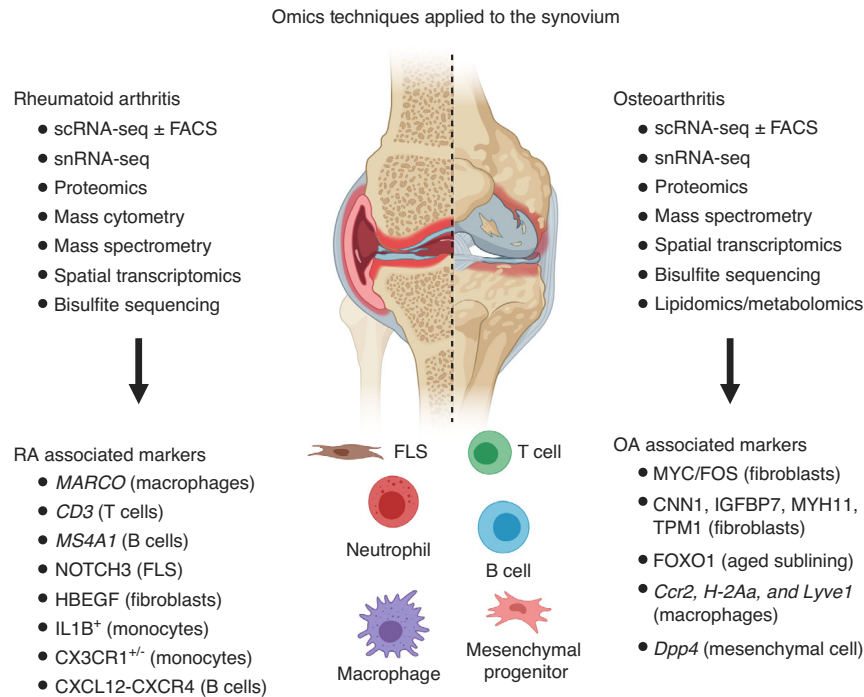 Omics techniques applied to the synovium
Rheumatoid arthritis
• scRNA-seq ± FACS
• snRNA-seq
• Proteomics
• Mass cytometry
• Mass spectrometry
• Spatial transcriptomics
• Bisulfite sequencing
Osteoarthritis
• scRNA-seq ± FACS
• snRNA-seq
• Proteomics
• Mass spectrometry
• Spatial transcriptomics
• Bisulfite sequencing
• Lipidomics/metabolomics
RA associated markers
• MARCO (macrophages)
• CD3 (T cells)
• MS4A1 (B cells)
• NOTCH3 (FLS)
• HBEGF (fibroblasts)
• IL1B⁺ (monocytes)
• CX3CR1⁺/⁻ (monocytes)
• CXCL12-CXCR4 (B cells)
FLS
T cell
Neutrophil
B cell
Macrophage
Mesenchymal
progenitor
OA associated markers
• MYC/FOS (fibroblasts)
• CNN1, IGFBP7, MYH11,
TPM1 (fibroblasts)
• FOXO1 (aged sublining)
• Ccr2, H-2Aa, and Lyve1
(macrophages)
• Dpp4 (mesenchymal cell)